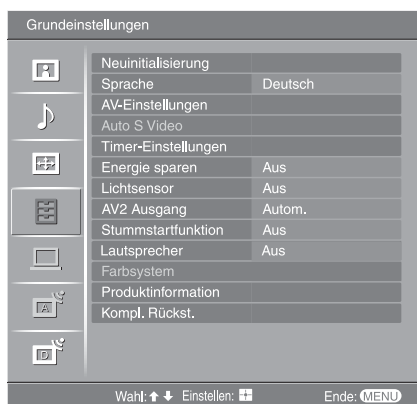 Grundeinstellungen
Neuinitialisierung
Sprache Deutsch
AV-Einstellungen
Auto S Video
Timer-Einstellungen
Energie sparen Aus
Lichtsensor Aus
AV2 Ausgang Autom.
Stummstartfunktion Aus
Lautsprecher Aus
Farbsystem
Produktinformation
Kompl. Rückst.
A
D
Wahl: Einstellen: Ende: MENU